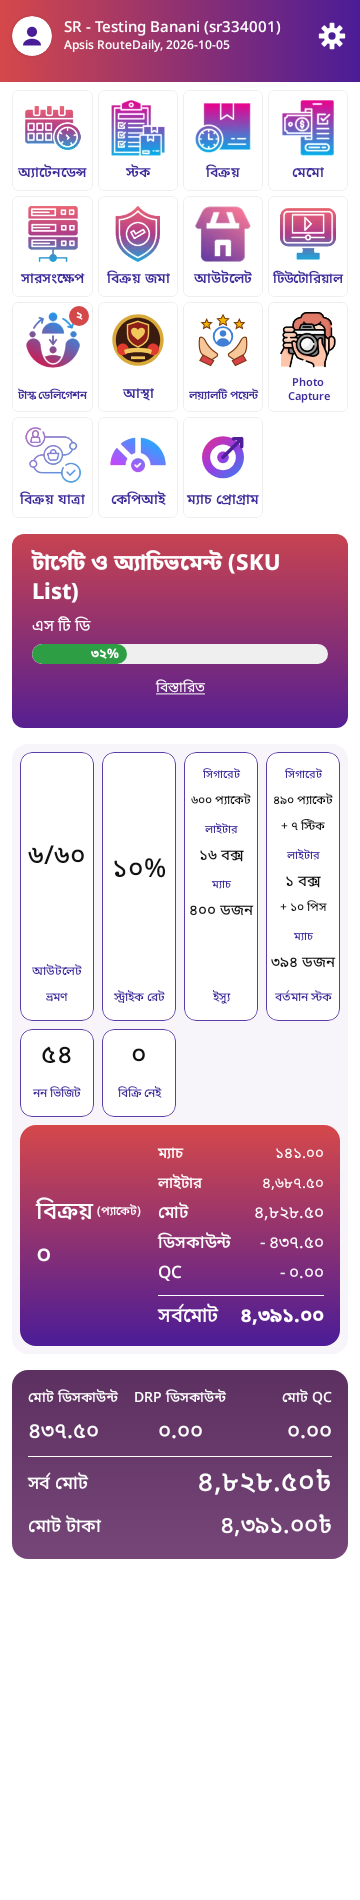 SR - Testing Banani (sr334001)
Apsis RouteDaily, 2026-10-05
অ্যাটেনডেন্স
স্টক
বিক্রয়
মেমো
সারসংক্ষেপ
বিক্রয় জমা
আউটলেট
টিউটোরিয়াল
২
টাস্ক ডেলিগেশন
আস্থা
লয়্যালটি পয়েন্ট
Photo
Capture
বিক্রয় যাত্রা
কেপিআই
ম্যাচ প্রোগ্রাম
টার্গেট ও অ্যাচিভমেন্ট (SKU
List)
এস টি ডি
৩২%
বিস্তারিত
৬/৬০
আউটলেট
ভ্রমণ
১০%
স্ট্রাইক রেট
সিগারেট
৬০০ প্যাকেট
লাইটার
১৬ বক্স
ম্যাচ
৪০০ ডজন
ইস্যু
সিগারেট
৪৯০ প্যাকেট
+ ৭ স্টিক
লাইটার
১ বক্স
+ ১০ পিস
ম্যাচ
৩৯৪ ডজন
বর্তমান স্টক
৫৪
নন ভিজিট
০
বিক্রি নেই
বিক্রয় (প্যাকেট)
০
ম্যাচ ১৪১.০০
লাইটার ৪,৬৮৭.৫০
মোট ৪,৮২৮.৫০
ডিসকাউন্ট - ৪৩৭.৫০
QC - ০.০০
সর্বমোট ৪,৩৯১.০০
মোট ডিসকাউন্ট DRP ডিসকাউন্ট মোট QC
৪৩৭.৫০ ০.০০ ০.০০
সর্ব মোট ৪,৮২৮.৫০৳
মোট টাকা ৪,৩৯১.০০৳